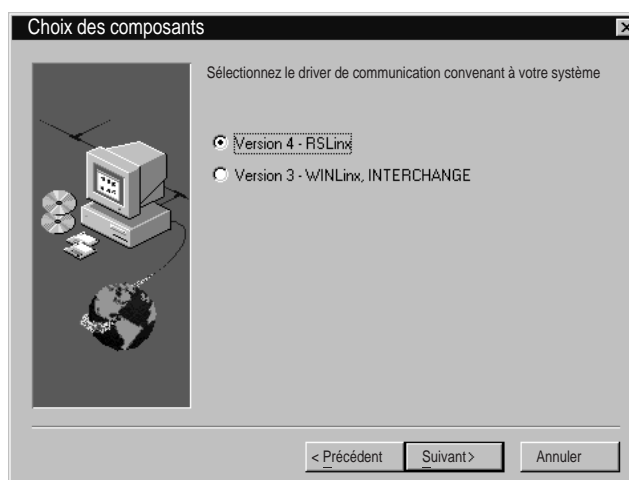 Choix des composants
Sélectionnez le driver de communication convenant à votre système
Version 4 - RSLinx
Version 3 - WINLinx, INTERCHANGE
< Précédent
Suivant >
Annuler